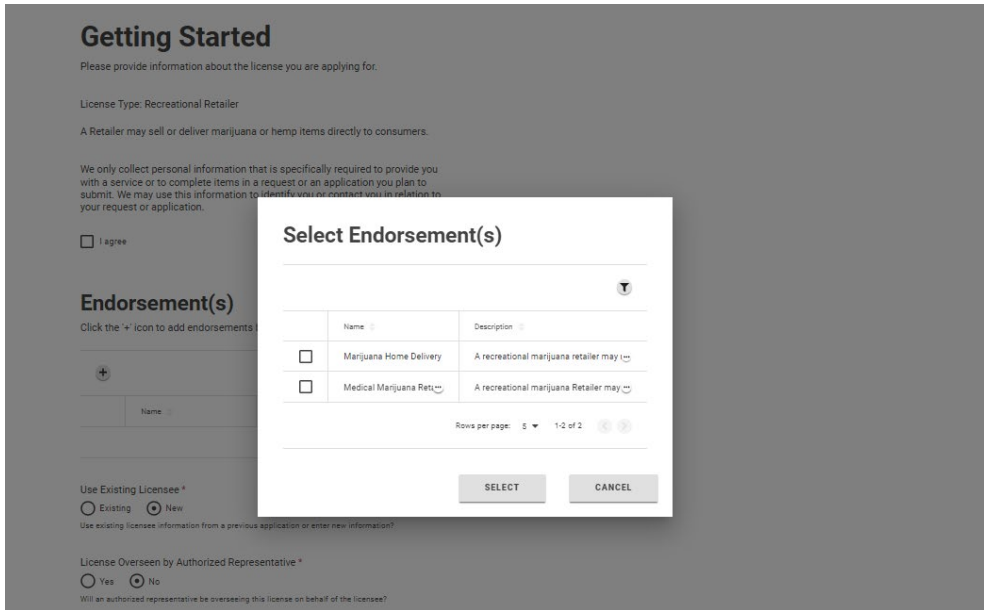 Getting Started
Please provide information about the license you are applying for.
License Type: Recreational Retailer
A Retailer may sell or deliver marijuana or hemp items directly to consumers.
We only collect personal information that is specifically required to provide you
with a service or to complete items in a request or an application you plan to
submit. We may use this information to identify you or contact you in relation to
your request or application.
I agree
Endorsement(s)
Click the '+' icon to add endorsements
Name
Use Existing Licensee *
Existing New
Use existing licensee information from a previous application or enter new information?
License Overseen by Authorized Representative *
Yes No
Will an authorized representative be overseeing this license on behalf of the licensee?
Select Endorsement(s)
Name Description
Marijuana Home Delivery A recreational marijuana retailer may ...
Medical Marijuana Reta... A recreational marijuana Retailer may ...
Rows per page: 5 1-2 of 2
SELECT CANCEL